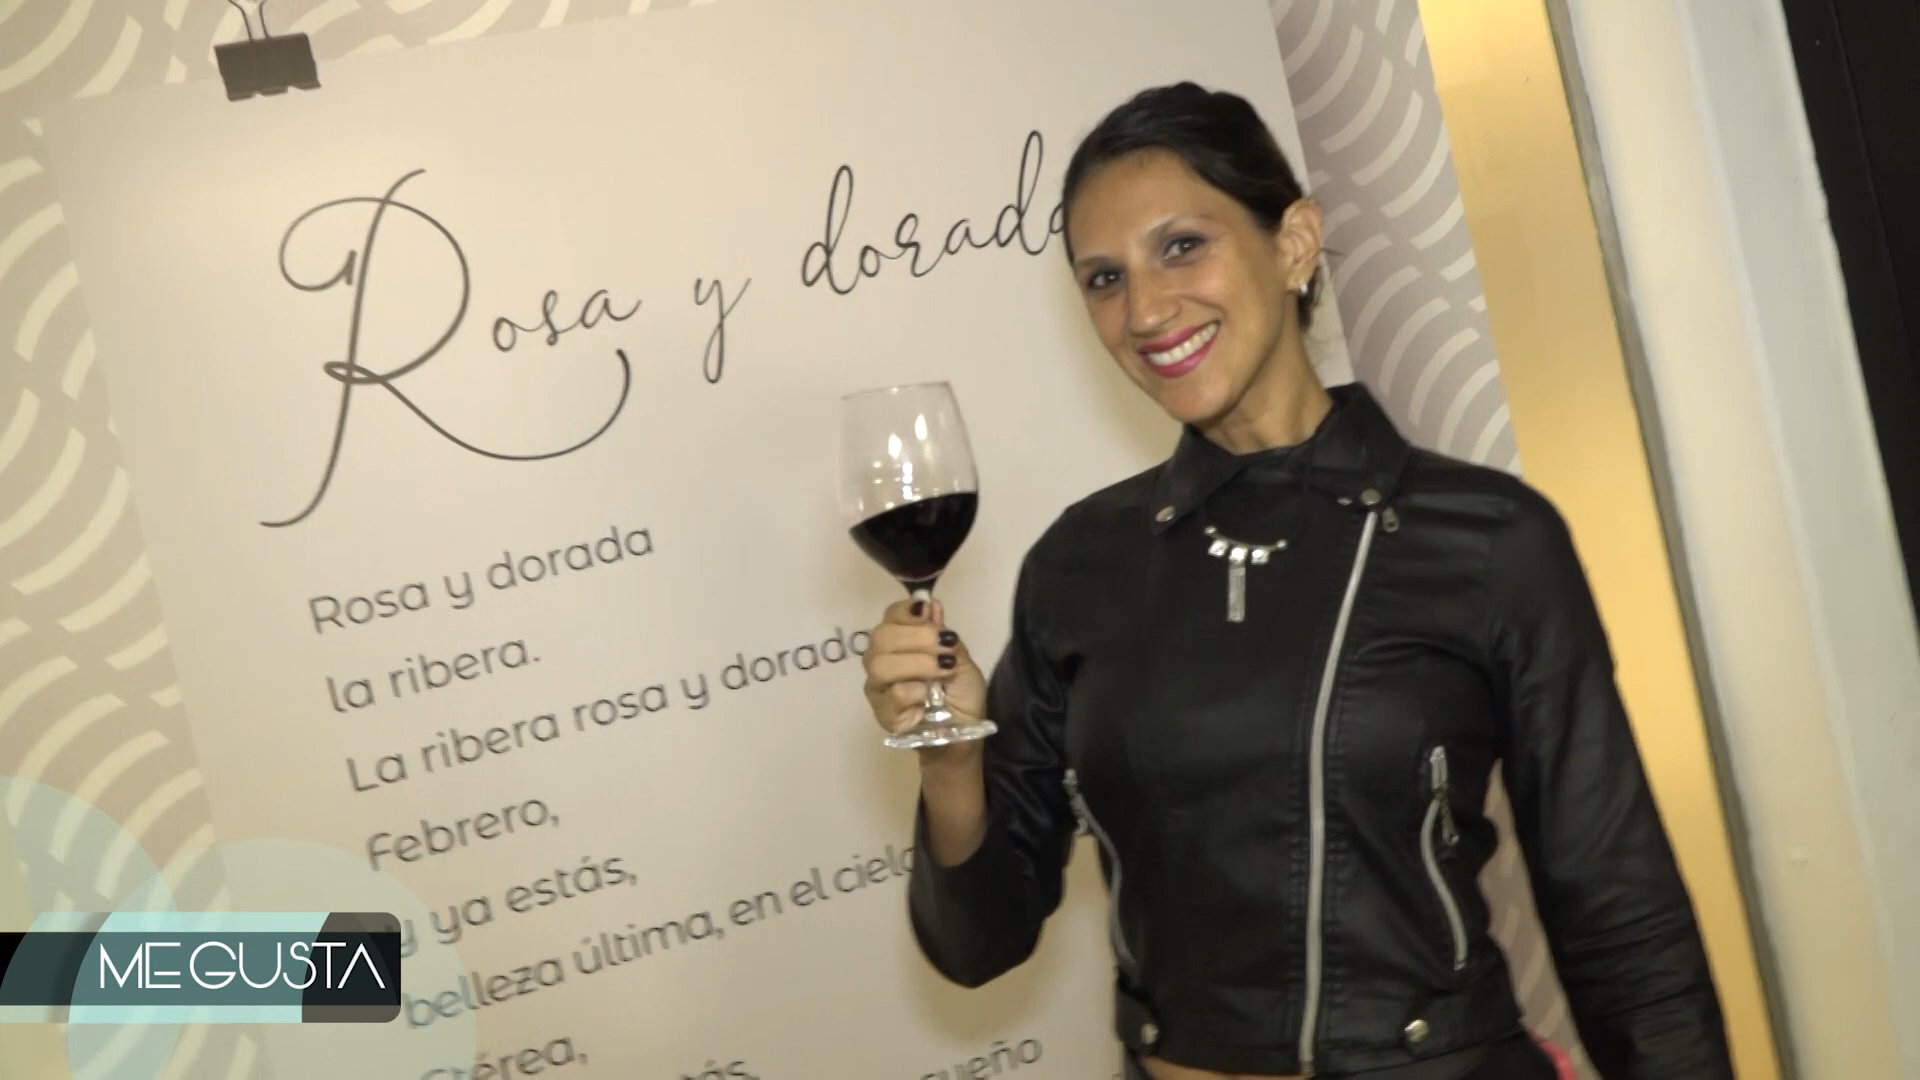 Rosa y dorada
Rosa y dorada
la ribera.
La ribera rosa y dorada
Febrero,
y ya estás,
belleza última, en el cielo
sueño
ME GUSTA